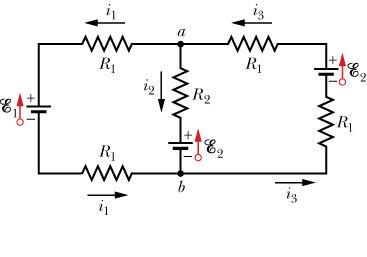 i₁ i₃
a
R₁ R₁
+ ℰ₂
−
i₂ R₂
ℰ₁ +
−
R₁
+ ℰ₂
−
R₁
b
i₁ i₃